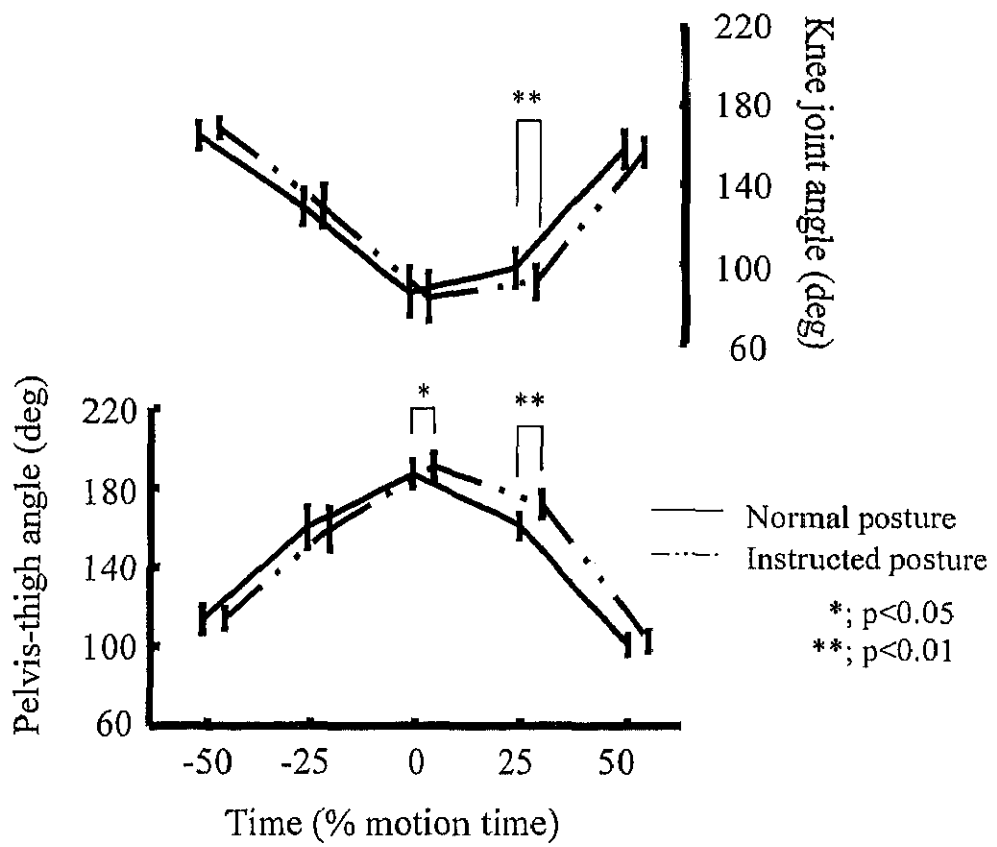 220
180
140
100
60
Knee joint angle (deg)
**
Pelvis-thigh angle (deg)
220
180
140
100
60
*
**
Normal posture
Instructed posture
*; p<0.05
**; p<0.01
-50 -25 0 25 50
Time (% motion time)